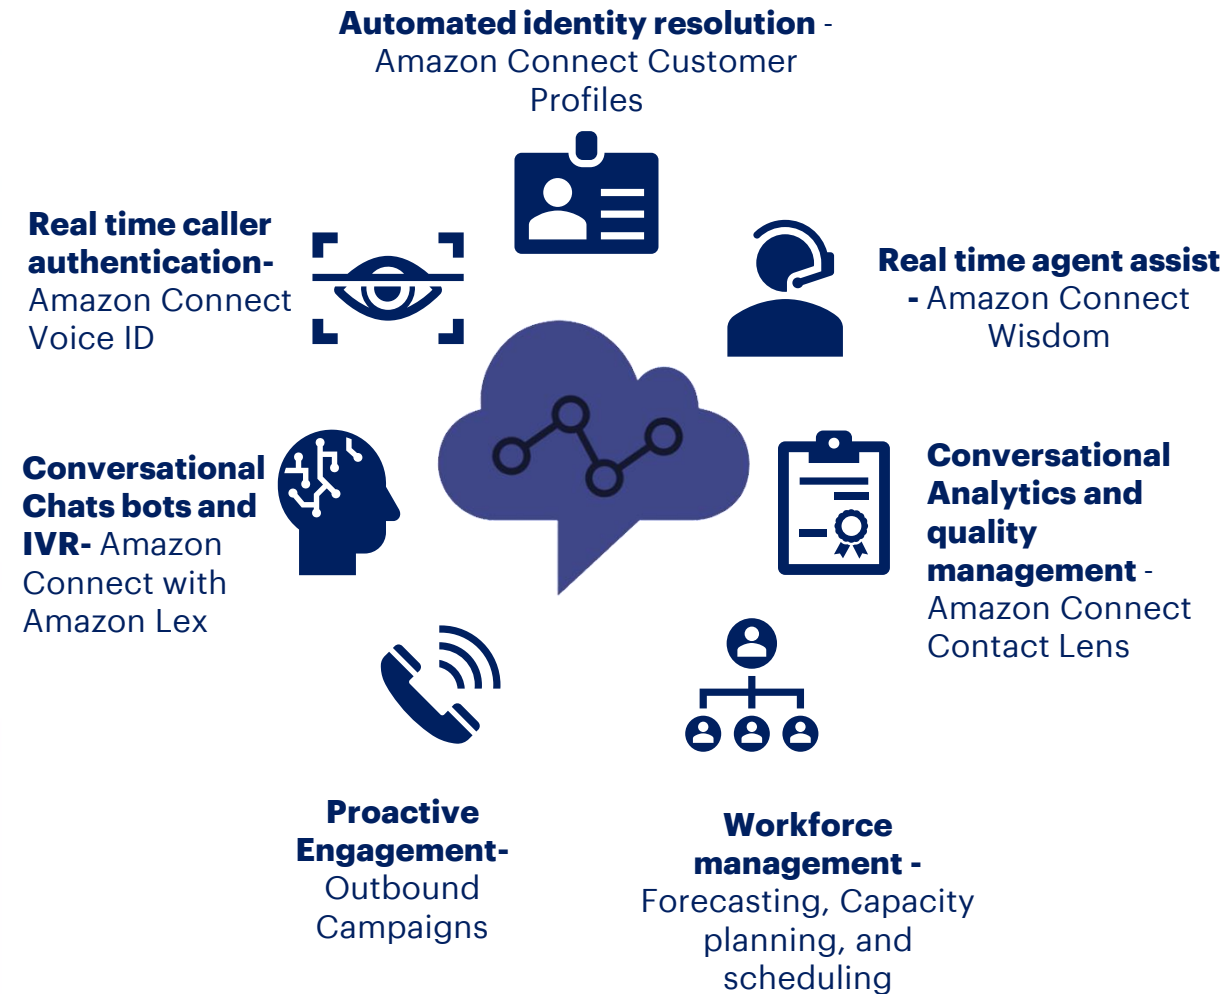 Automated identity resolution -
Amazon Connect Customer
Profiles
Real time caller
authentication-
Amazon Connect
Voice ID
Real time agent assist
- Amazon Connect
Wisdom
Conversational
Chats bots and
IVR- Amazon
Connect with
Amazon Lex
Conversational
Analytics and
quality
management -
Amazon Connect
Contact Lens
Proactive
Engagement-
Outbound
Campaigns
Workforce
management -
Forecasting, Capacity
planning, and
scheduling